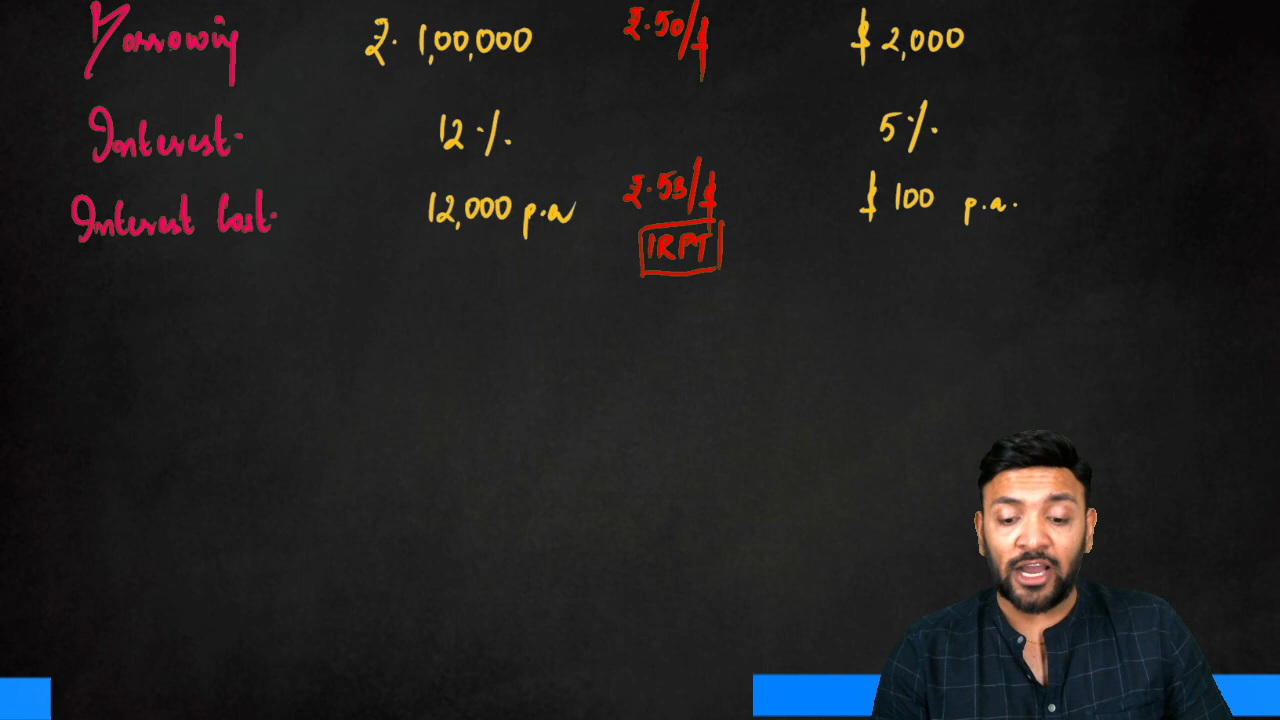 Borrowing ₹. 1,00,000 ₹.50/$ $ 2,000
Interest. 12 %. 5 %.
Interest Cost. 12,000 p.a ₹.53/$ $ 100 p.a.
IRPT